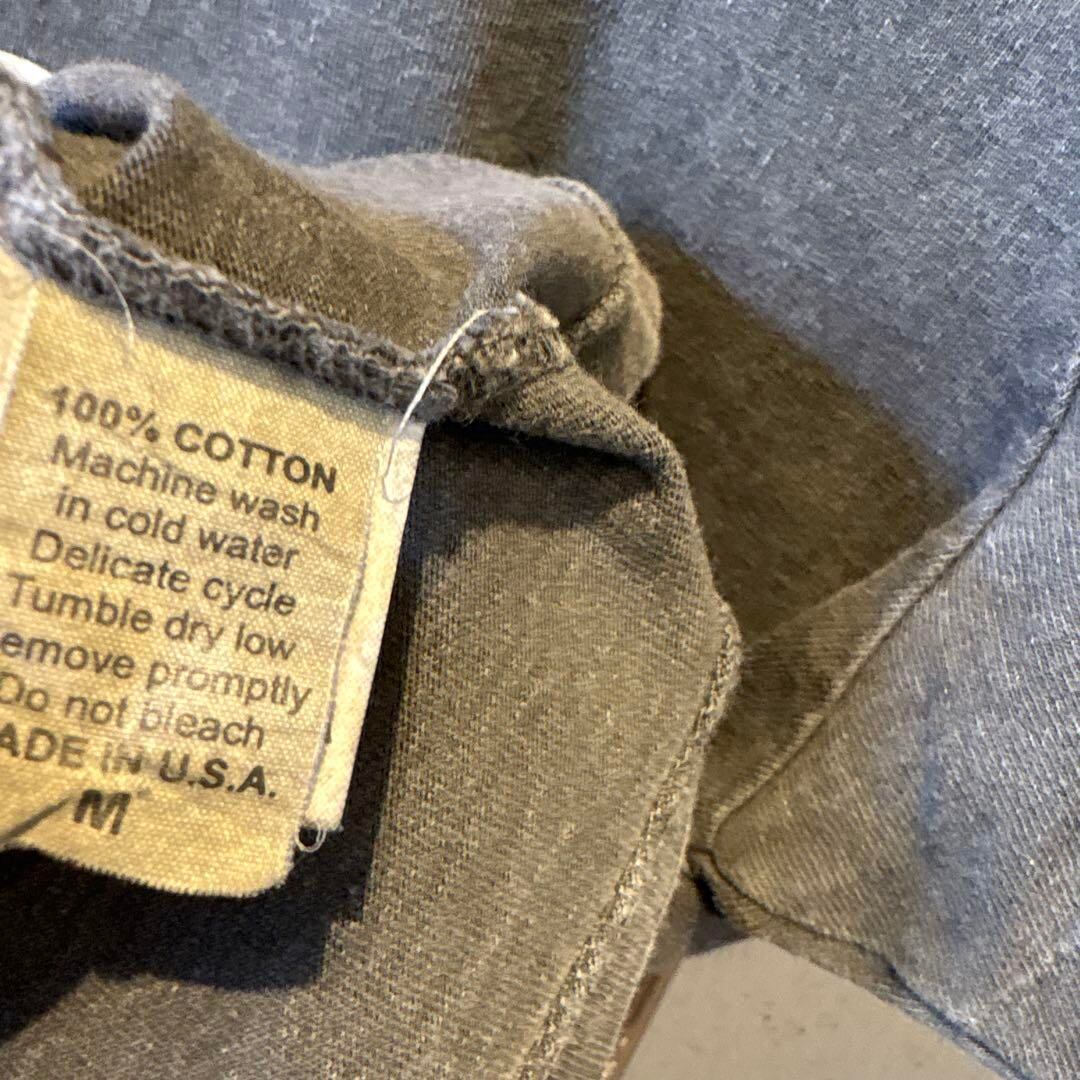 100% COTTON
Machine wash
in cold water
Delicate cycle
Tumble dry low
emove promptly
Do not bleach
ADE IN U.S.A.
M